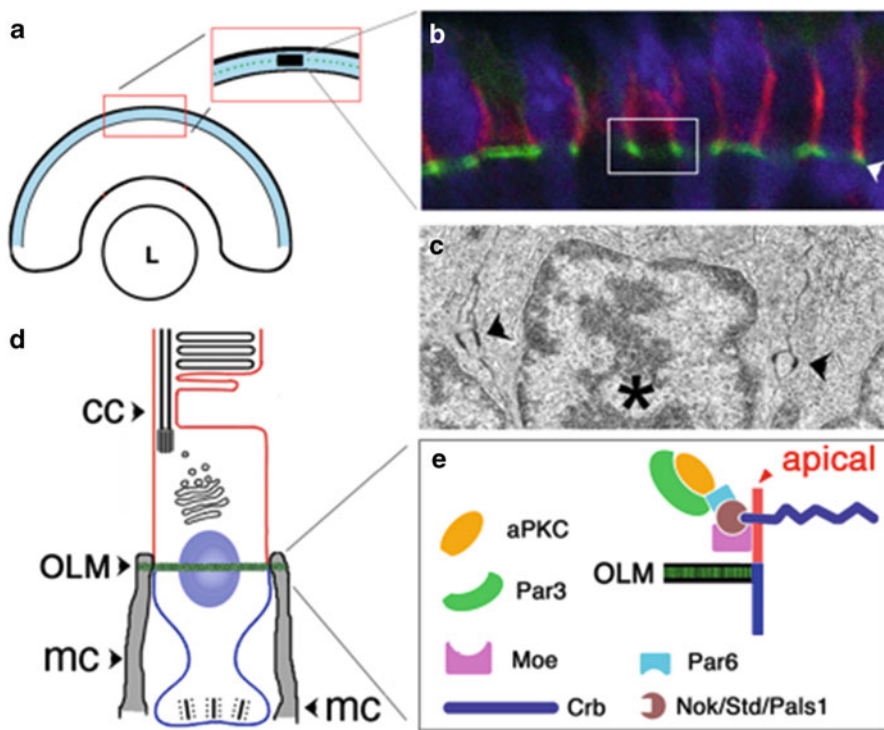 a
L
b
c
*
d
CC
OLM
mc
mc
e
apical
aPKC
OLM
Par3
Moe
Par6
Crb
Nok/Std/Pals1